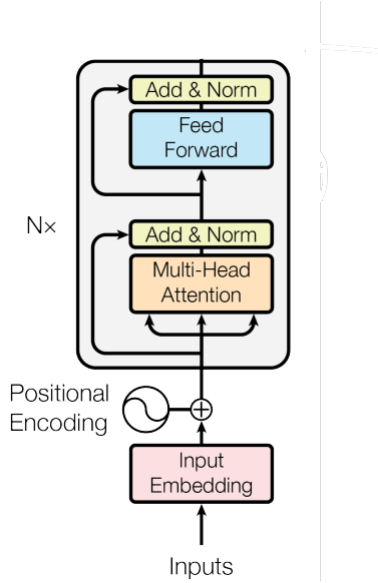 Add & Norm
Feed
Forward
Nx
Add & Norm
Multi-Head
Attention
Positional
Encoding
Input
Embedding
Inputs